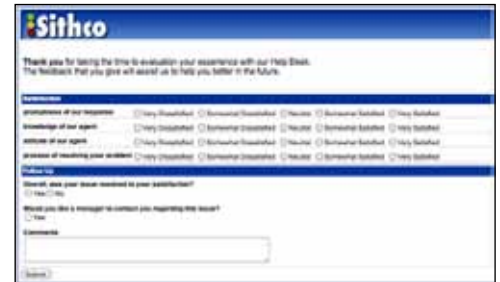 Sithco
Thank you for taking the time to evaluation your experience with our Help Desk.
The feedback that you give will assist us to help you better in the future.
Satisfaction
promptness of our response Very Dissatisfied Somewhat Dissatisfied Neutral Somewhat Satisfied Very Satisfied
knowledge of our agent Very Dissatisfied Somewhat Dissatisfied Neutral Somewhat Satisfied Very Satisfied
attitude of our agent Very Dissatisfied Somewhat Dissatisfied Neutral Somewhat Satisfied Very Satisfied
process of resolving your problem Very Dissatisfied Somewhat Dissatisfied Neutral Somewhat Satisfied Very Satisfied
Follow Up
Overall, was your issue resolved to your satisfaction?
Yes No
Would you like a manager to contact you regarding this issue?
Yes
Comments
Submit